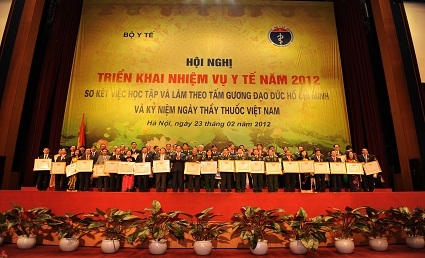 BỘ Y TẾ
HỘI NGHỊ
TRIỂN KHAI NHIỆM VỤ Y TẾ NĂM 2012
SƠ KẾT VIỆC HỌC TẬP VÀ LÀM THEO TẤM GƯƠNG ĐẠO ĐỨC HỒ CHÍ MINH
VÀ KỶ NIỆM NGÀY THẦY THUỐC VIỆT NAM
Hà Nội, ngày 23 tháng 02 năm 2012